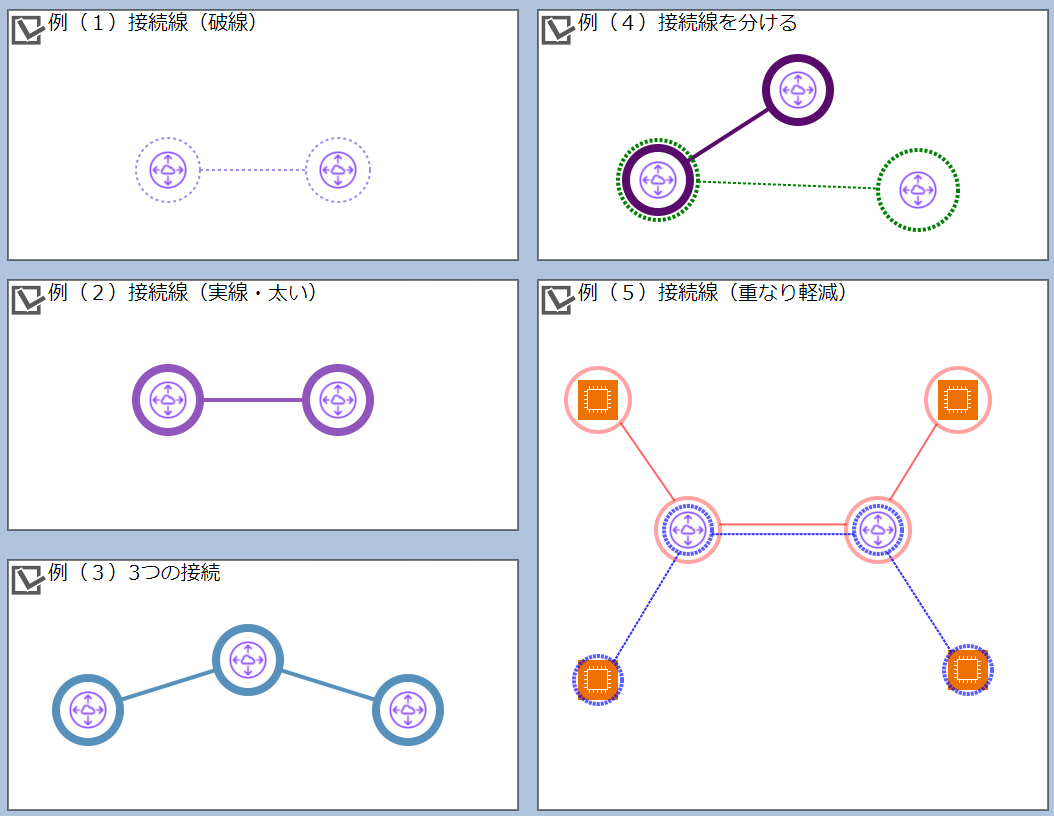 例（１）接続線（破線）
例（２）接続線（実線・太い）
例（３）3つの接続
例（４）接続線を分ける
例（５）接続線（重なり軽減）